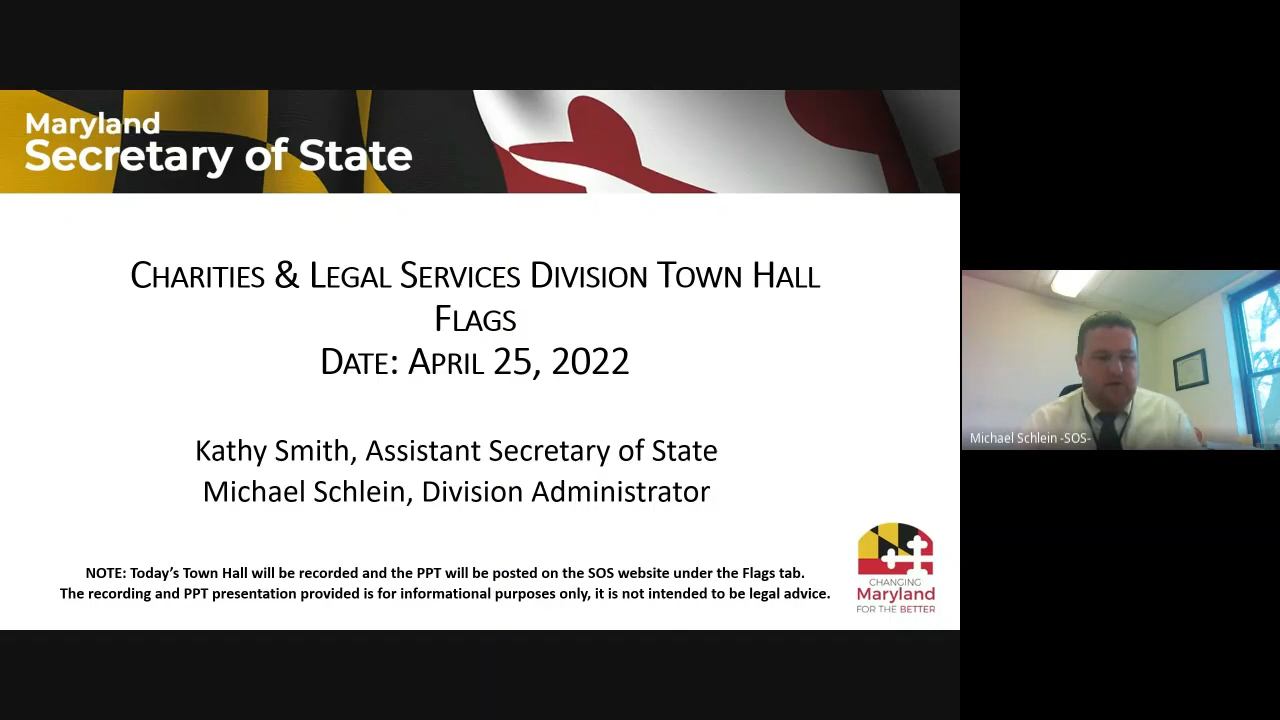 Maryland
Secretary of State
Charities & Legal Services Division Town Hall
Flags
Date: April 25, 2022
Kathy Smith, Assistant Secretary of State
Michael Schlein, Division Administrator
NOTE: Today's Town Hall will be recorded and the PPT will be posted on the SOS website under the Flags tab.
The recording and PPT presentation provided is for informational purposes only, it is not intended to be legal advice.
CHANGING
Maryland
FOR THE BETTER
Michael Schlein -SOS-